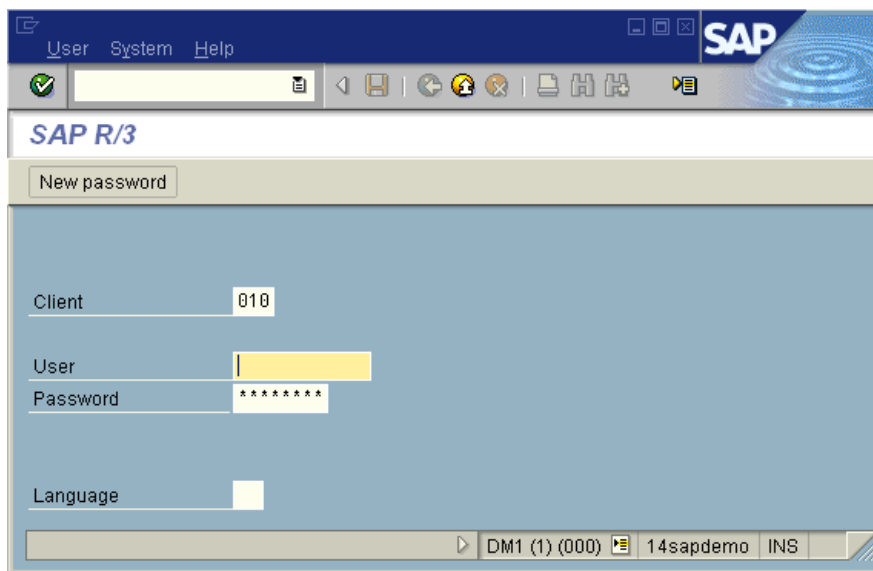 User System Help
SAP
SAP R/3
New password
Client 010
User
Password ********
Language
DM1 (1) (000) 14sapdemo INS